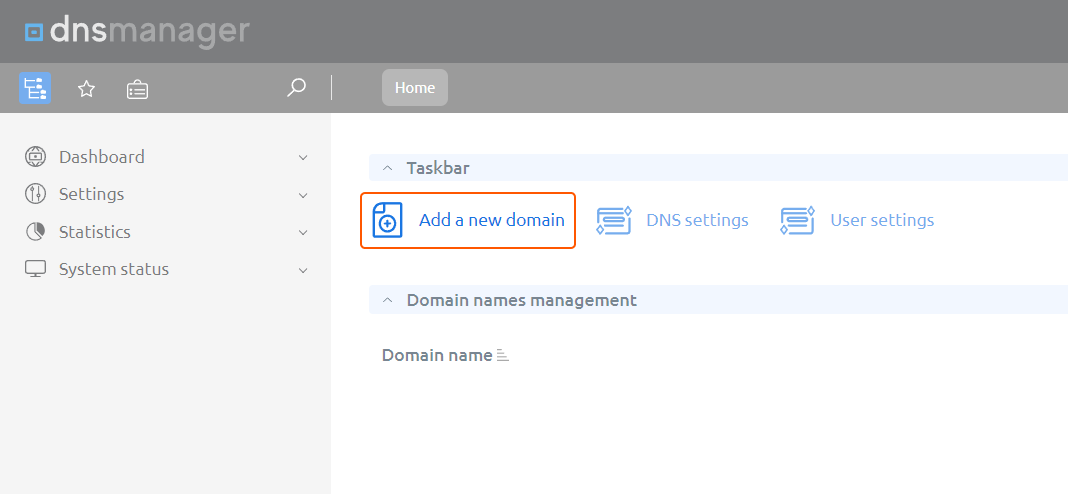 dnsmanager
Home
Dashboard
Settings
Statistics
System status
Taskbar
Add a new domain
DNS settings
User settings
Domain names management
Domain name